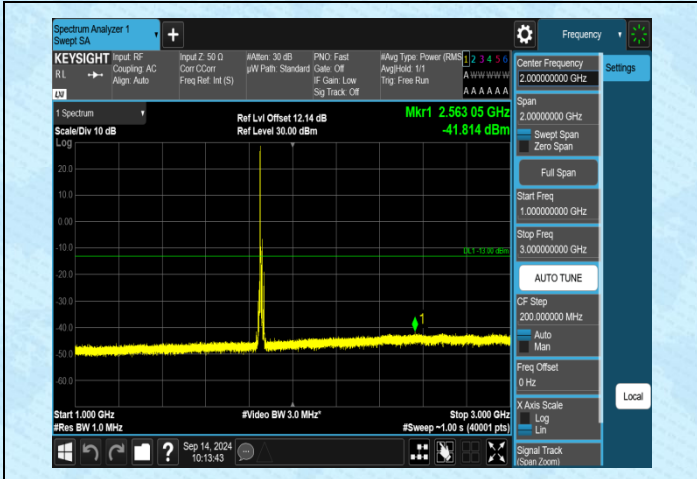 Spectrum Analyzer 1
Swept SA
Frequency
KEYSIGHT
RL
LXI
Input: RF
Coupling: AC
Align: Auto
Input Z: 50 Ω
Corr CCorr
Freq Ref: Int (S)
#Atten: 30 dB
µW Path: Standard
PNO: Fast
Gate: Off
IF Gain: Low
Sig Track: Off
#Avg Type: Power (RMS
Avg|Hold: 1/1
Trig: Free Run
1 2 3 4 5 6
A W W W W W
A A A A A A
1 Spectrum
Scale/Div 10 dB
Log
Ref Lvl Offset 12.14 dB
Ref Level 30.00 dBm
Mkr1 2.563 05 GHz
-41.814 dBm
20.0
10.0
0.00
-10.0
-20.0
-30.0
-40.0
-50.0
-60.0
DL1 -13.00 dBm
1
Start 1.000 GHz
#Res BW 1.0 MHz
#Video BW 3.0 MHz*
Stop 3.000 GHz
#Sweep ~1.00 s (40001 pts)
Sep 14, 2024
10:13:43
Center Frequency
2.000000000 GHz
Settings
Span
2.00000000 GHz
Swept Span
Zero Span
Full Span
Start Freq
1.000000000 GHz
Stop Freq
3.000000000 GHz
AUTO TUNE
CF Step
200.000000 MHz
Auto
Man
Freq Offset
0 Hz
X Axis Scale
Log
Lin
Local
Signal Track
(Span Zoom)